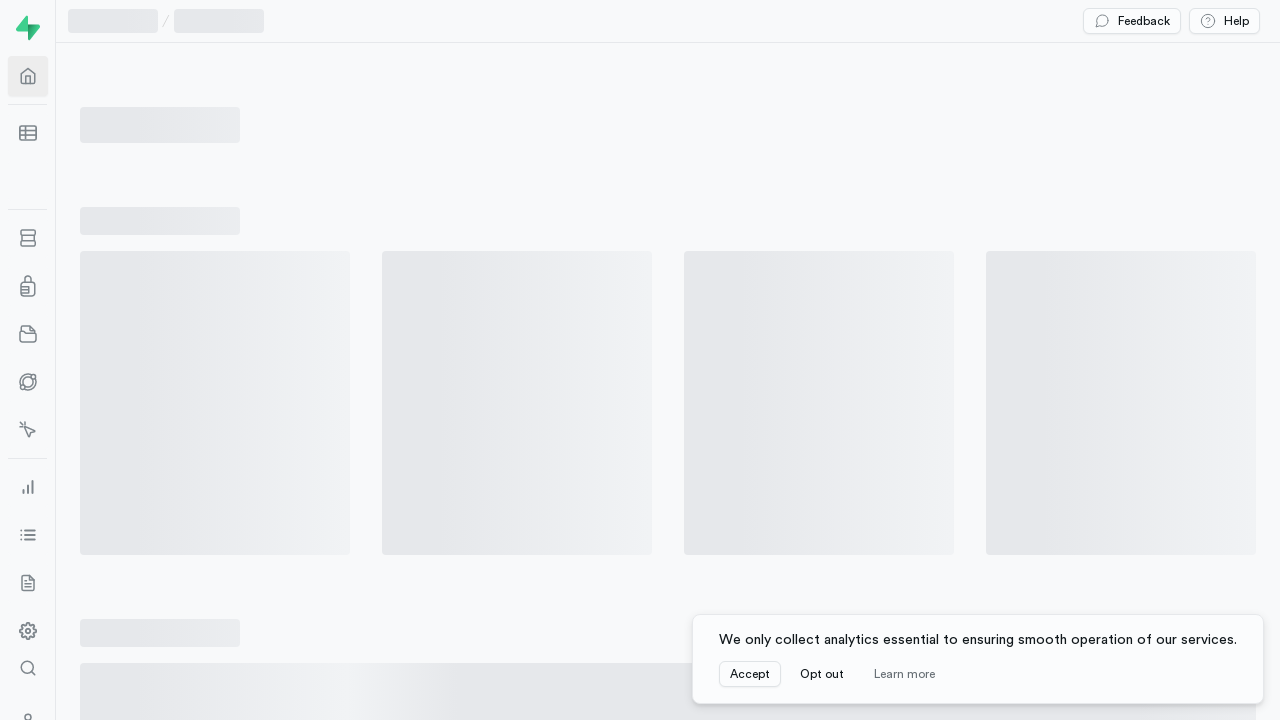 /
Feedback
Help
We only collect analytics essential to ensuring smooth operation of our services.
Accept
Opt out
Learn more